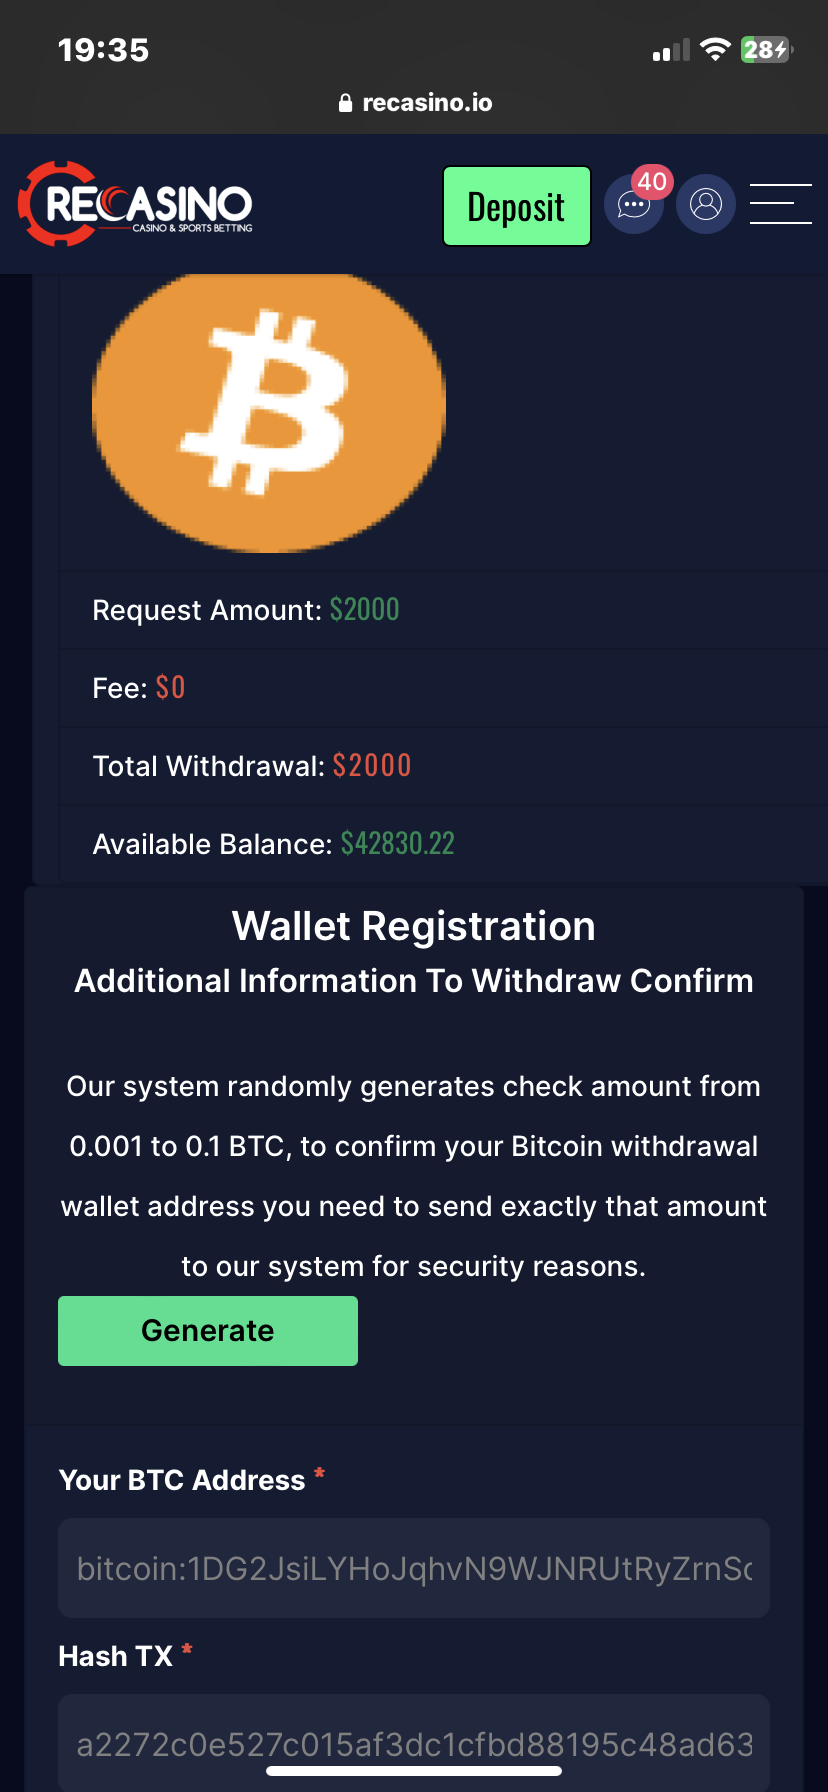 19:35
28
recasino.io
RECASINO
CASINO & SPORTS BETTING
Deposit
40
Request Amount: $2000
Fee: $0
Total Withdrawal: $2000
Available Balance: $42830.22
Wallet Registration
Additional Information To Withdraw Confirm
Our system randomly generates check amount from
0.001 to 0.1 BTC, to confirm your Bitcoin withdrawal
wallet address you need to send exactly that amount
to our system for security reasons.
Generate
Your BTC Address *
bitcoin:1DG2JsiLYHoJqhvN9WJNRUtRyZrnSc
Hash TX *
a2272c0e527c015af3dc1cfbd88195c48ad63